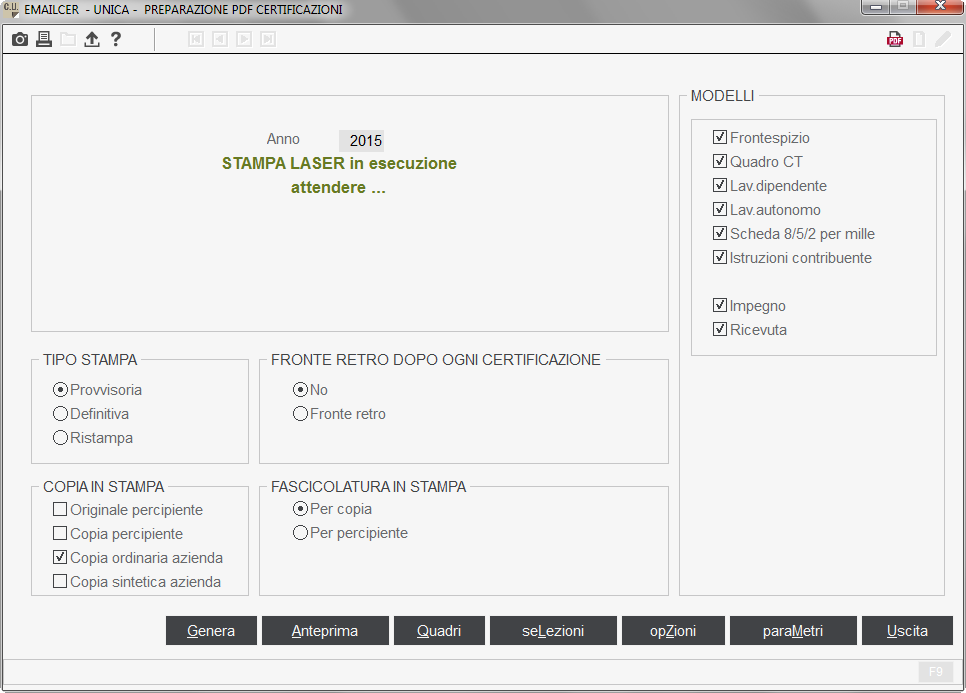 C.U. EMAILCER - UNICA - PREPARAZIONE PDF CERTIFICAZIONI
?
PDF
Anno 2015
STAMPA LASER in esecuzione
attendere ...
MODELLI
Frontespizio
Quadro CT
Lav.dipendente
Lav.autonomo
Scheda 8/5/2 per mille
Istruzioni contribuente
Impegno
Ricevuta
TIPO STAMPA
Provvisoria
Definitiva
Ristampa
FRONTE RETRO DOPO OGNI CERTIFICAZIONE
No
Fronte retro
COPIA IN STAMPA
Originale percipiente
Copia percipiente
Copia ordinaria azienda
Copia sintetica azienda
FASCICOLATURA IN STAMPA
Per copia
Per percipiente
Genera Anteprima Quadri seLezioni opZioni paraMetri Uscita
F9